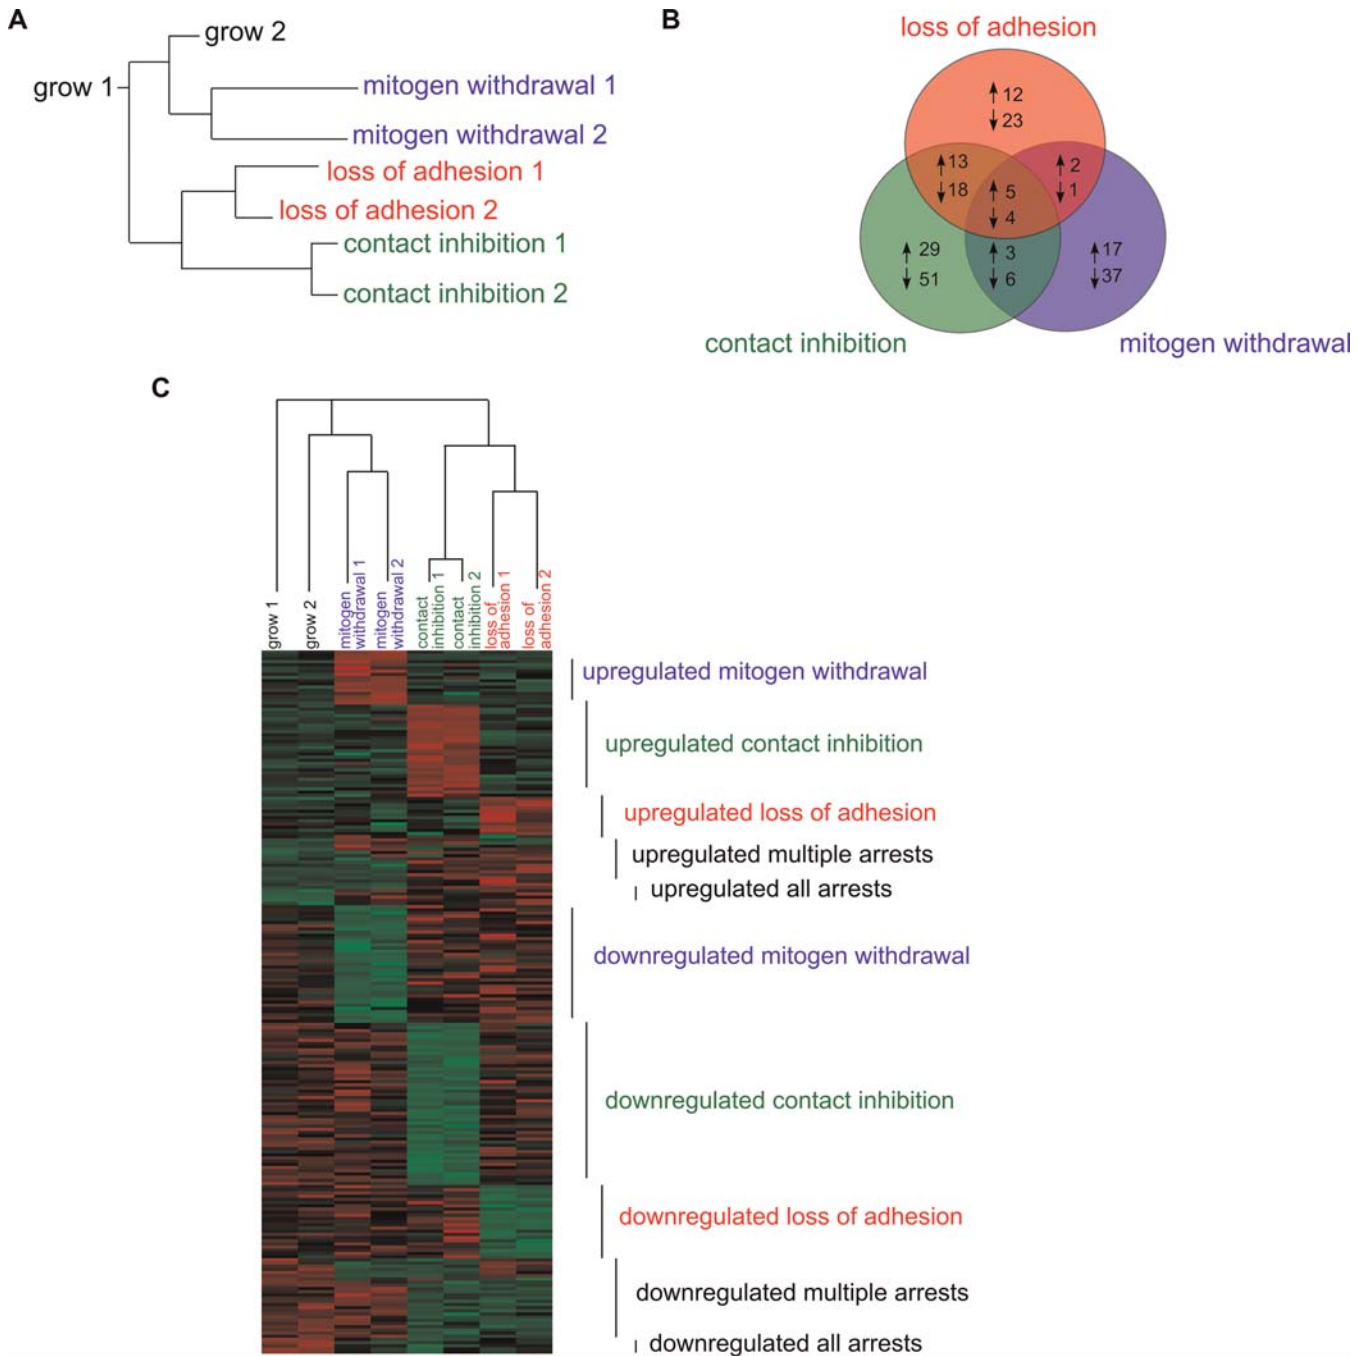 A
grow 2
grow 1
mitogen withdrawal 1
mitogen withdrawal 2
loss of adhesion 1
loss of adhesion 2
contact inhibition 1
contact inhibition 2
B
loss of adhesion
12
23
13
18
2
1
5
4
29
51
3
6
17
37
contact inhibition
mitogen withdrawal
C
grow 1
grow 2
mitogen
withdrawal 1
mitogen
withdrawal 2
contact
inhibition 1
contact
inhibition 2
loss of
adhesion 1
loss of
adhesion 2
upregulated mitogen withdrawal
upregulated contact inhibition
upregulated loss of adhesion
upregulated multiple arrests
upregulated all arrests
downregulated mitogen withdrawal
downregulated contact inhibition
downregulated loss of adhesion
downregulated multiple arrests
downregulated all arrests